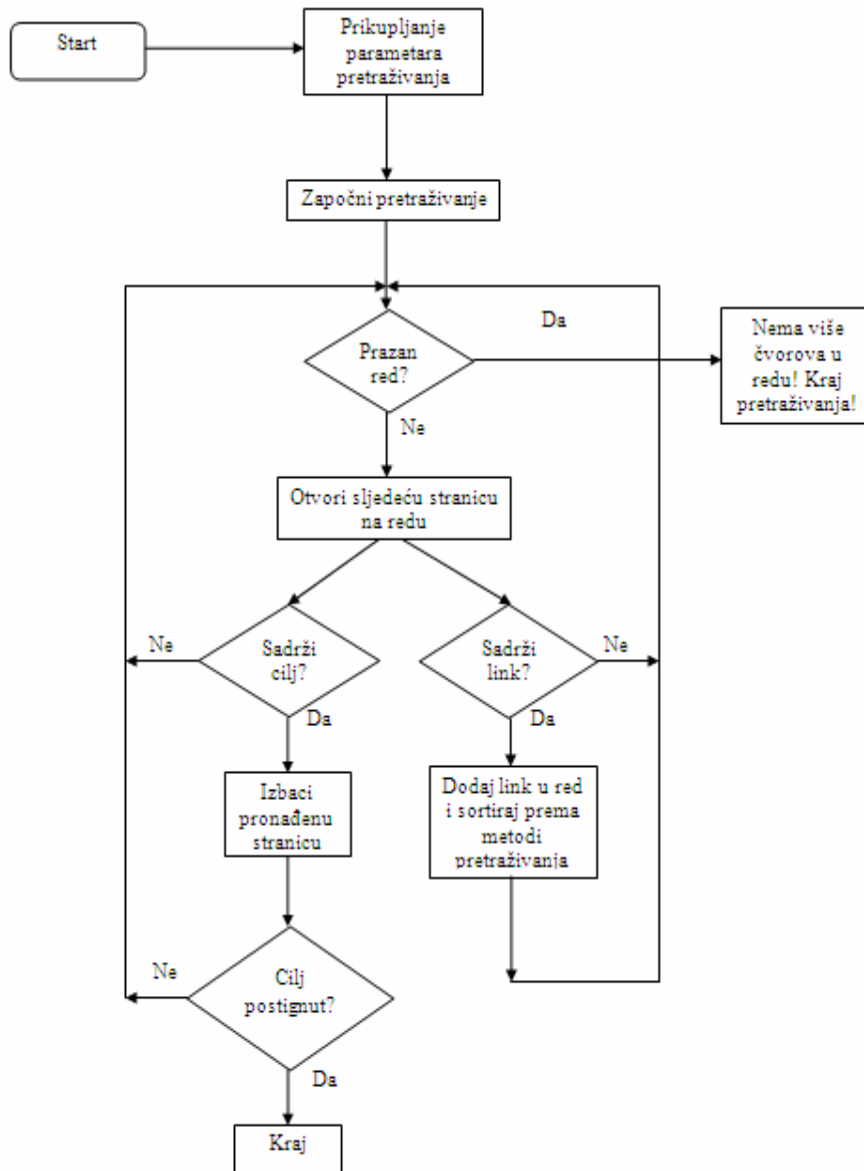 Start
Prikupljanje
parametara
pretraživanja
Započni pretraživanje
Da
Prazan
red?
Nema više
čvorova u
redu! Kraj
pretraživanja!
Ne
Otvori sljedeću stranicu
na redu
Ne
Sadrži
cilj?
Sadrži
link?
Ne
Da
Da
Izbaci
pronađenu
stranicu
Dodaj link u red
i sortiraj prema
metodi
pretraživanja
Ne
Cilj
postignut?
Da
Kraj